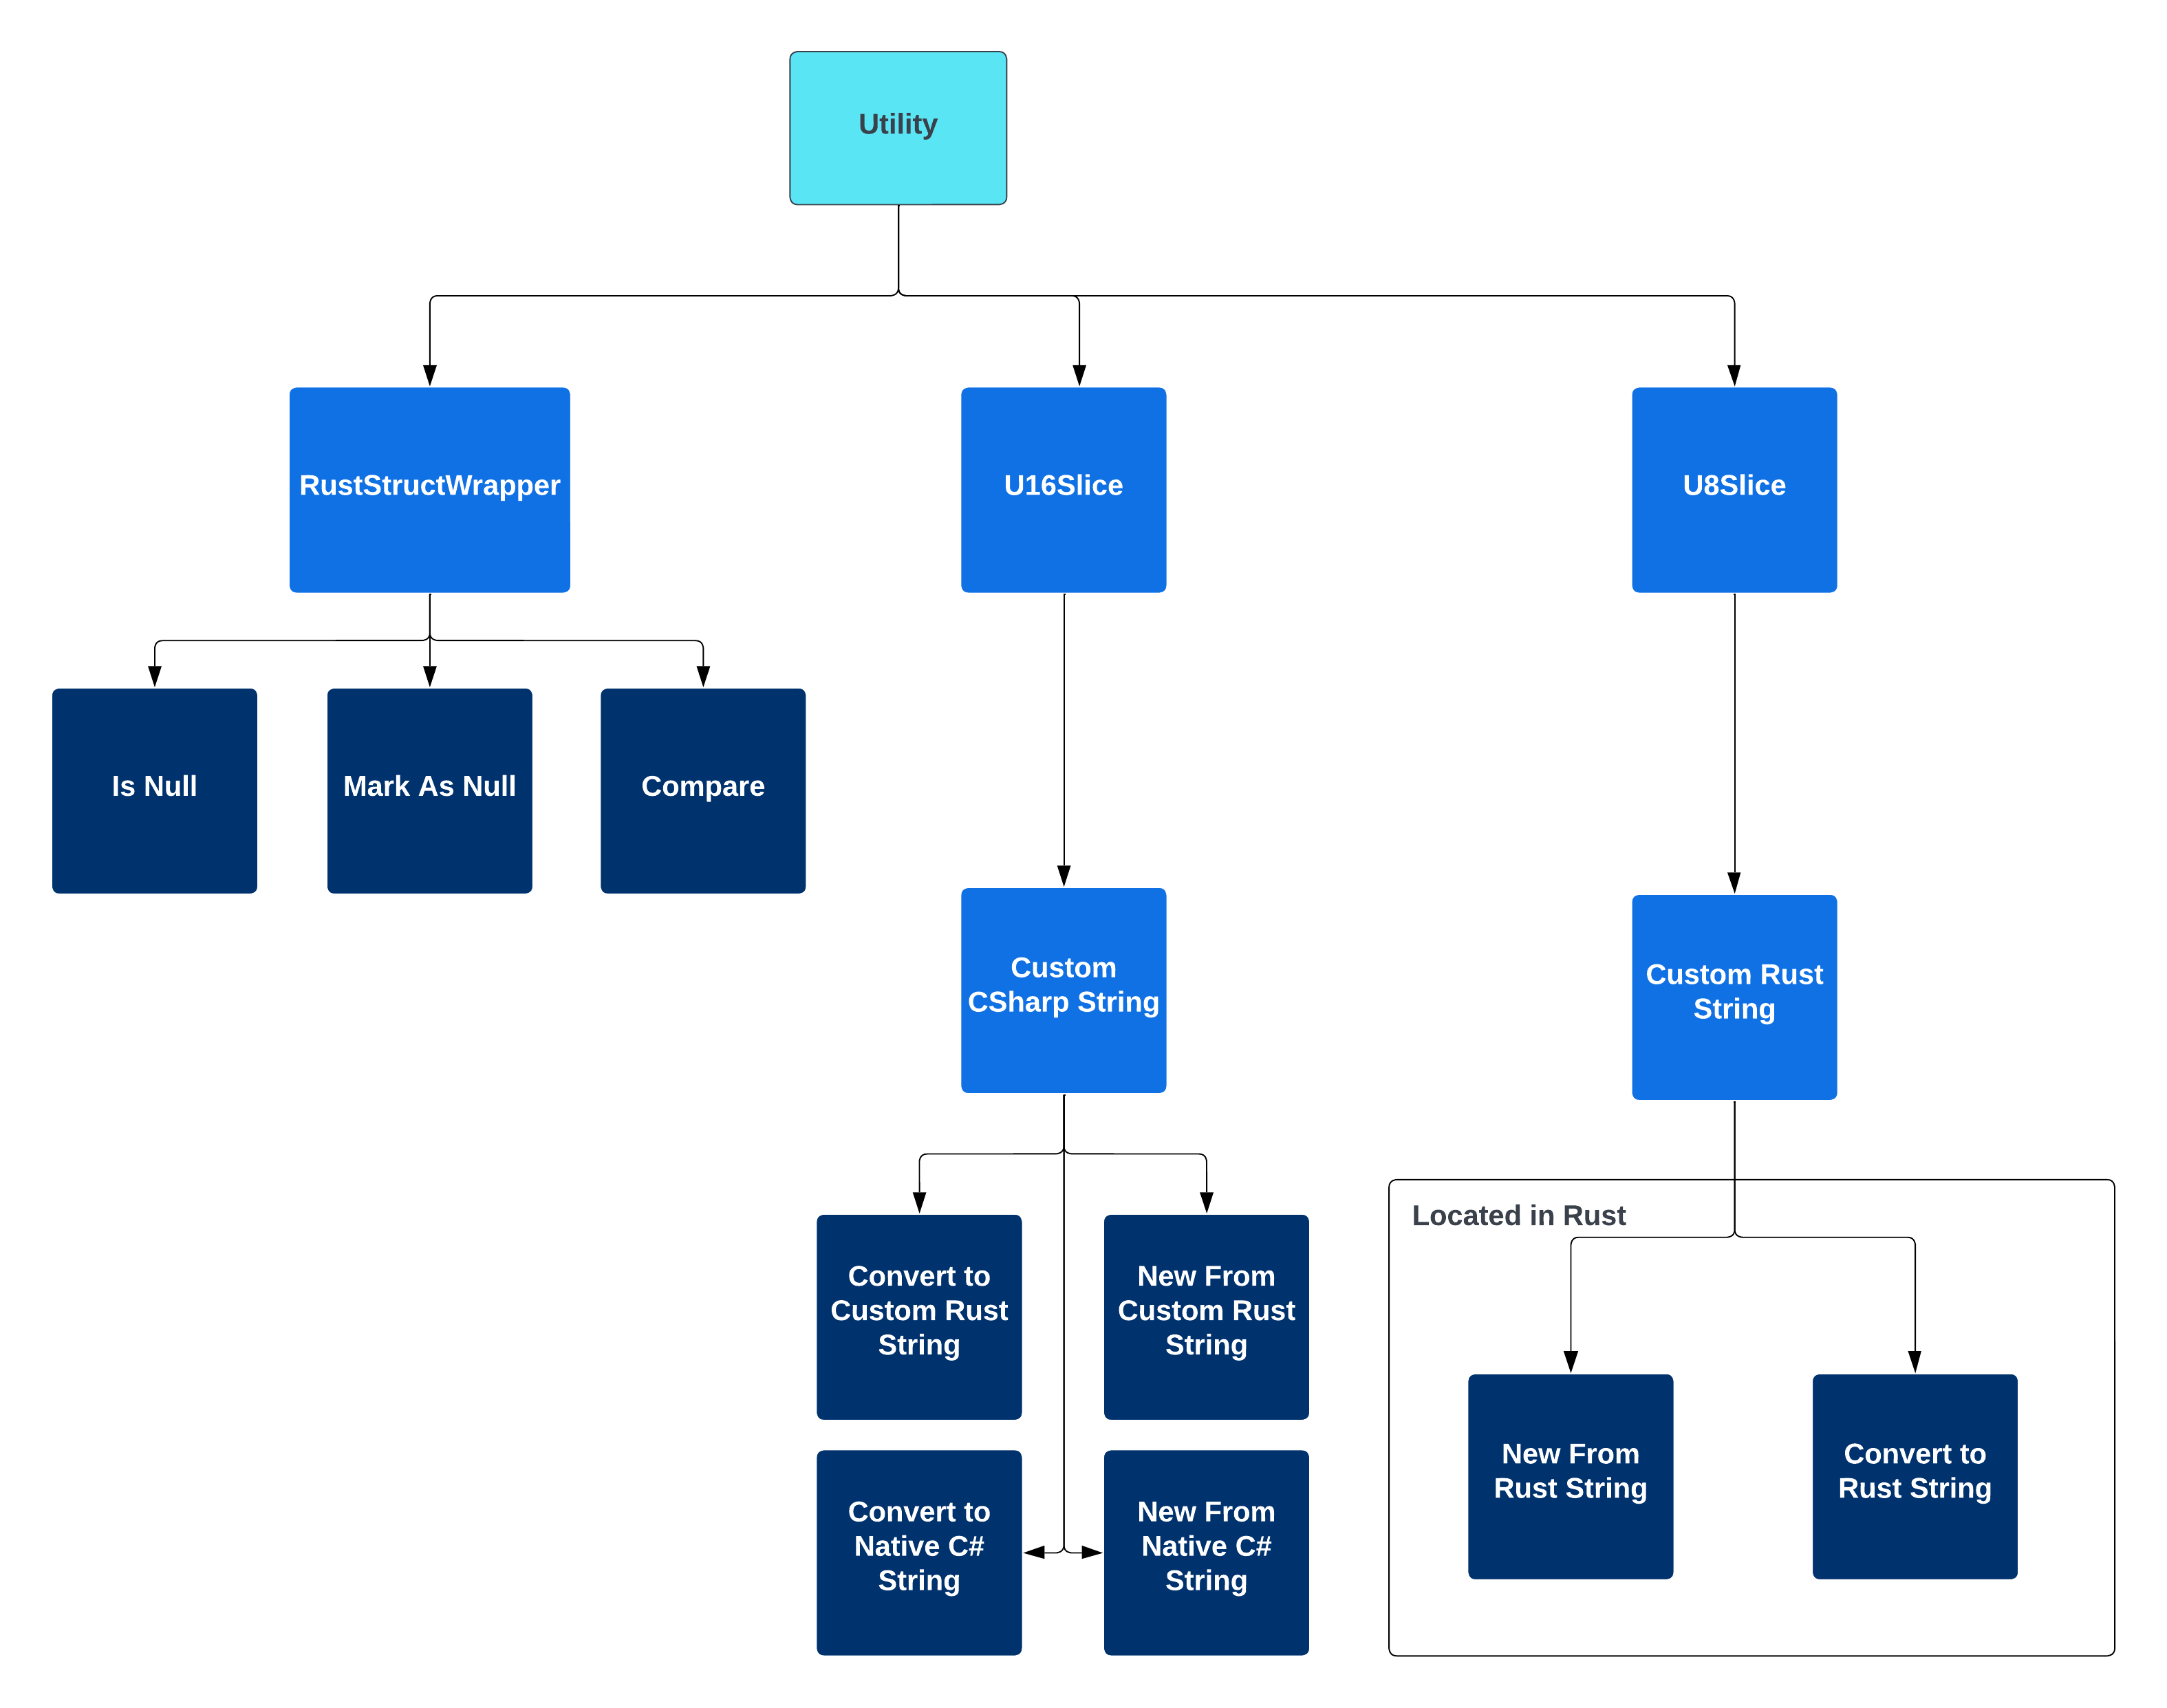 Utility
RustStructWrapper
U16Slice
U8Slice
Is Null
Mark As Null
Compare
Custom
CSharp String
Custom Rust
String
Located in Rust
Convert to
Custom Rust
String
New From
Custom Rust
String
New From
Rust String
Convert to
Rust String
Convert to
Native C#
String
New From
Native C#
String